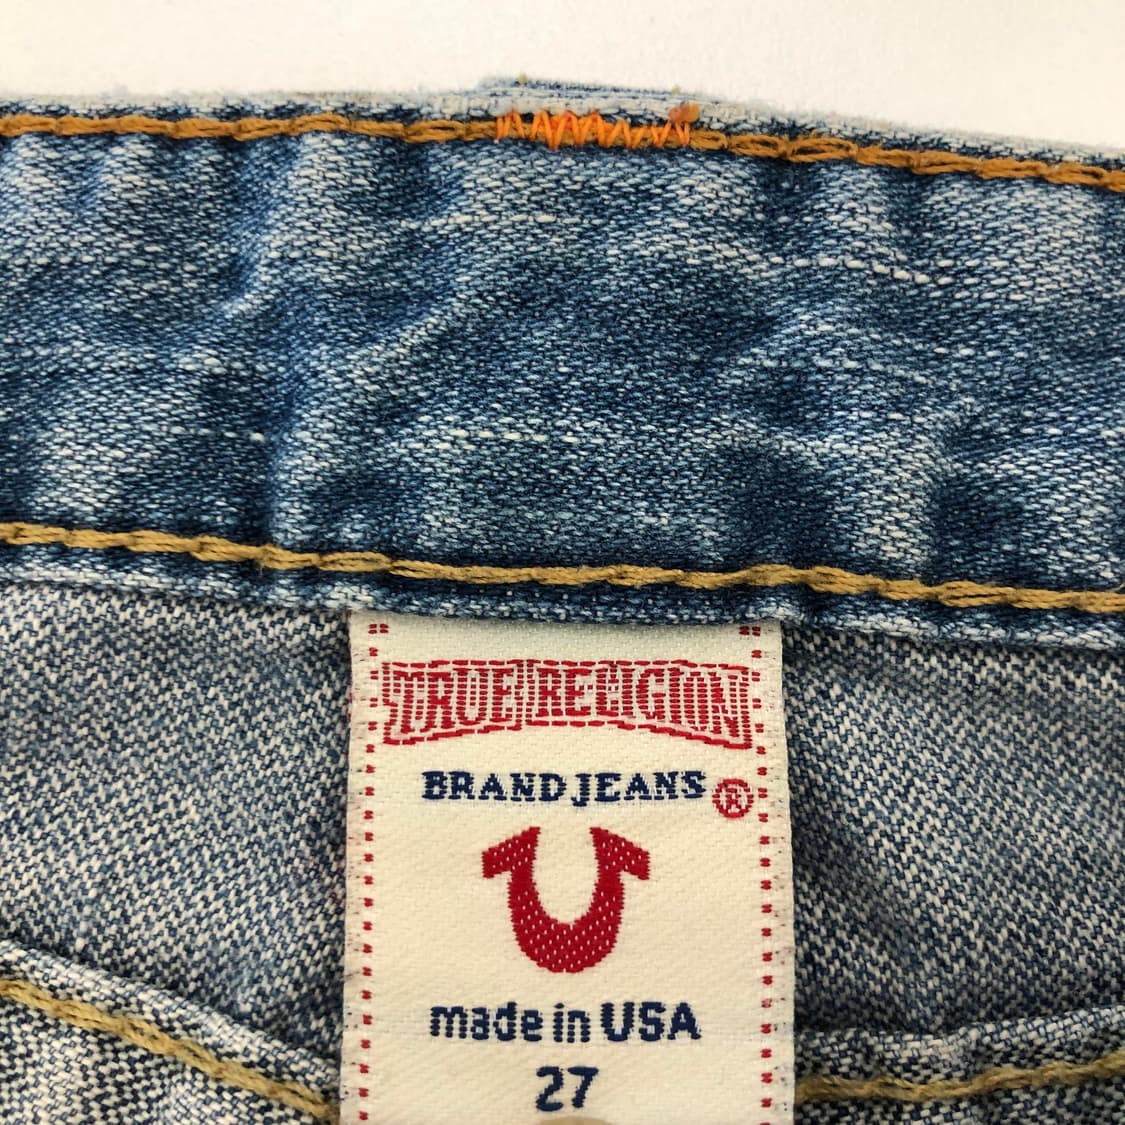 TRUE RELIGION
BRAND JEANS ®
made in USA
27